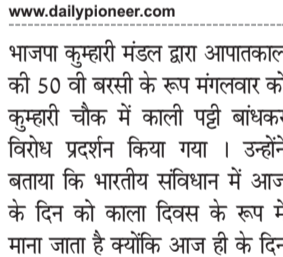 www.dailypioneer.com
भाजपा कुम्हारी मंडल द्वारा आपातकाल
की 50 वी बरसी के रूप मंगलवार को
कुम्हारी चौक में काली पट्टी बांधकर
विरोध प्रदर्शन किया गया । उन्होंने
बताया कि भारतीय संविधान में आज
के दिन को काला दिवस के रूप में
माना जाता है क्योंकि आज ही के दिन